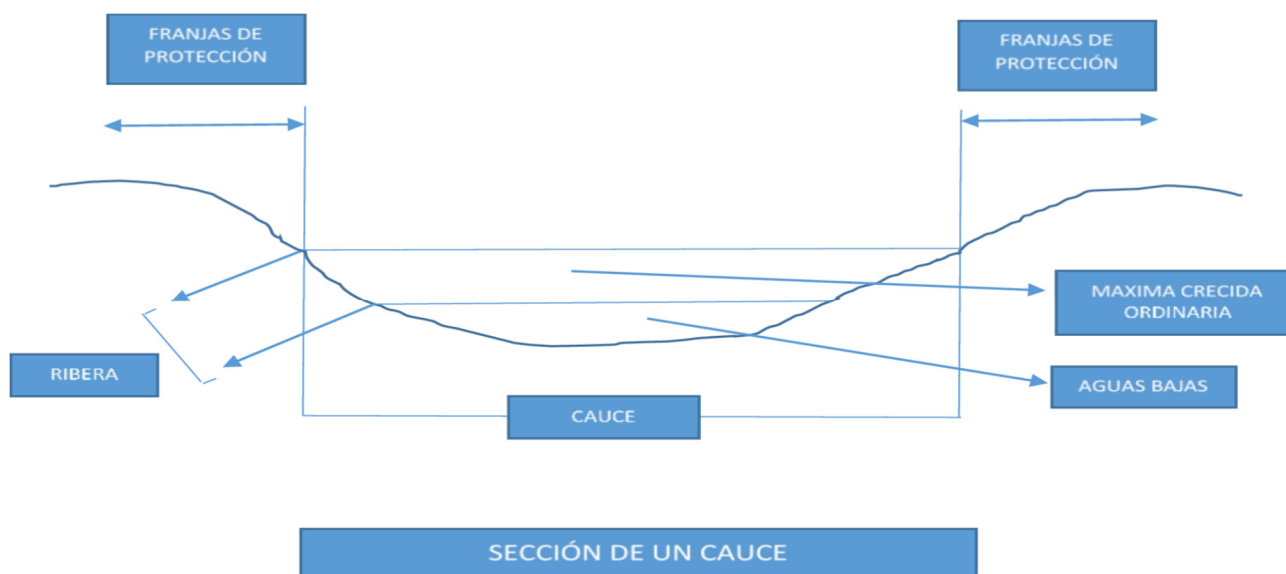 FRANJAS DE
PROTECCIÓN
FRANJAS DE
PROTECCIÓN
MAXIMA CRECIDA
ORDINARIA
RIBERA
AGUAS BAJAS
CAUCE
SECCIÓN DE UN CAUCE